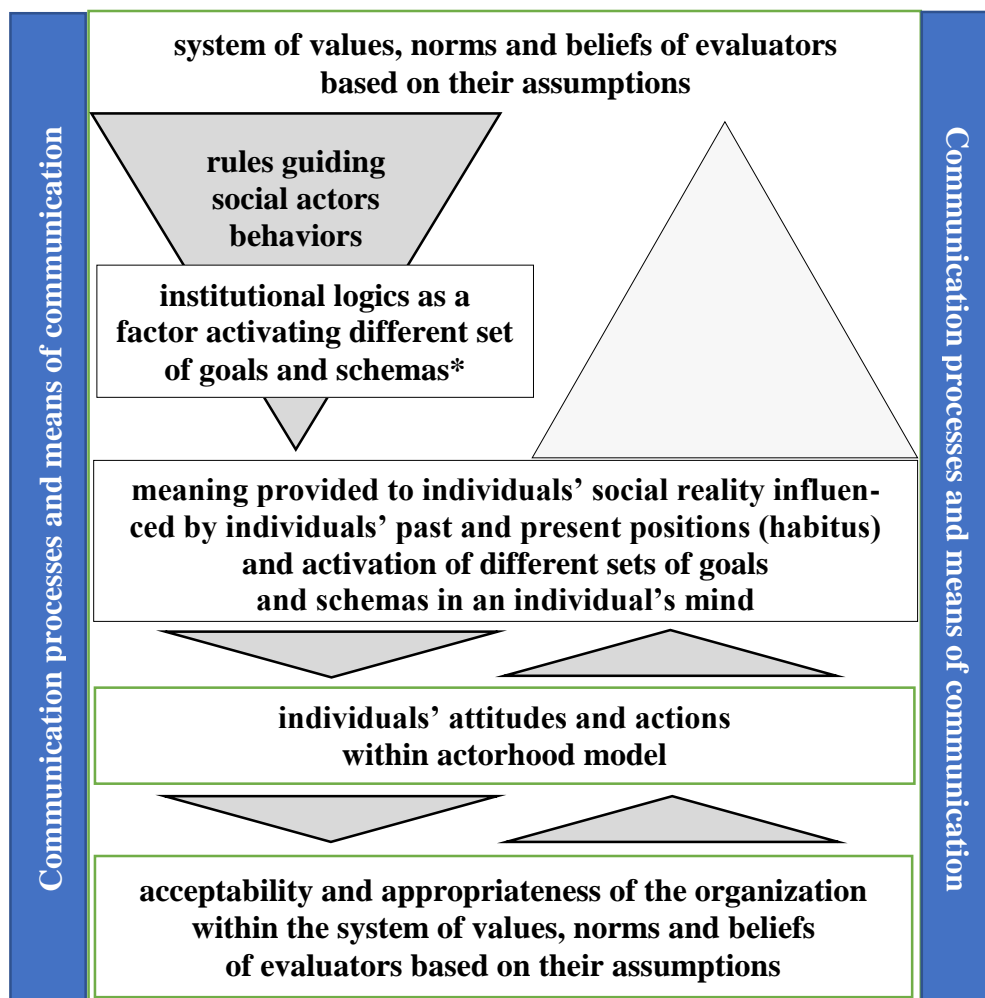 Communication processes and means of communication
system of values, norms and beliefs of evaluators
based on their assumptions
rules guiding
social actors
behaviors
institutional logics as a
factor activating different set
of goals and schemas*
meaning provided to individuals’ social reality influen-
ced by individuals’ past and present positions (habitus)
and activation of different sets of goals
and schemas in an individual’s mind
individuals’ attitudes and actions
within actorhood model
acceptability and appropriateness of the organization
within the system of values, norms and beliefs
of evaluators based on their assumptions
Communication processes and means of communication